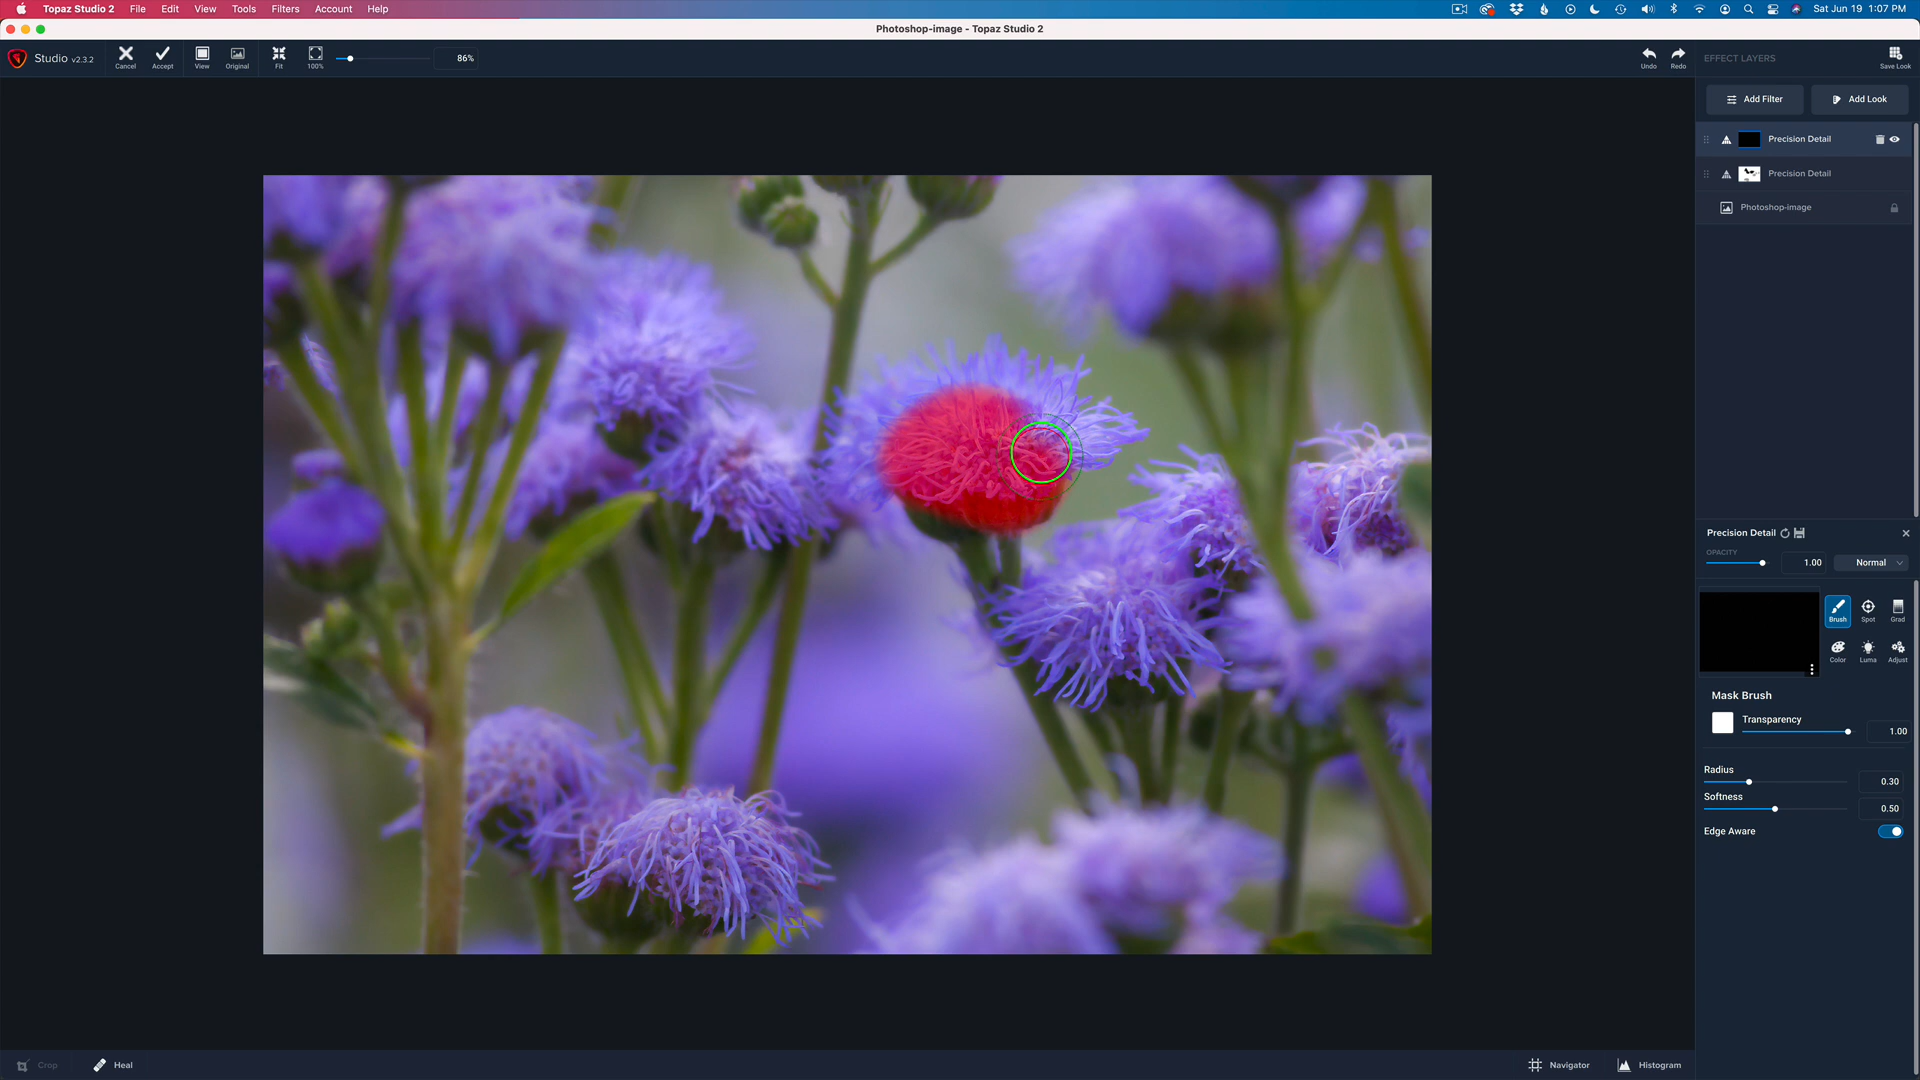 Topaz Studio 2 File Edit View Tools Filters Account Help Sat Jun 19 1:07 PM
Photoshop-image - Topaz Studio 2
Studio v2.3.2 Cancel Accept View Original Fit 100% 86% Undo Redo
EFFECT LAYERS Save Look
Add Filter Add Look
Precision Detail
Precision Detail
Photoshop-image
Precision Detail
OPACITY 1.00 Normal
Brush Spot Grad
Color Luma Adjust
Mask Brush
Transparency
1.00
Radius
0.30
Softness
0.50
Edge Aware
Crop Heal Navigator Histogram